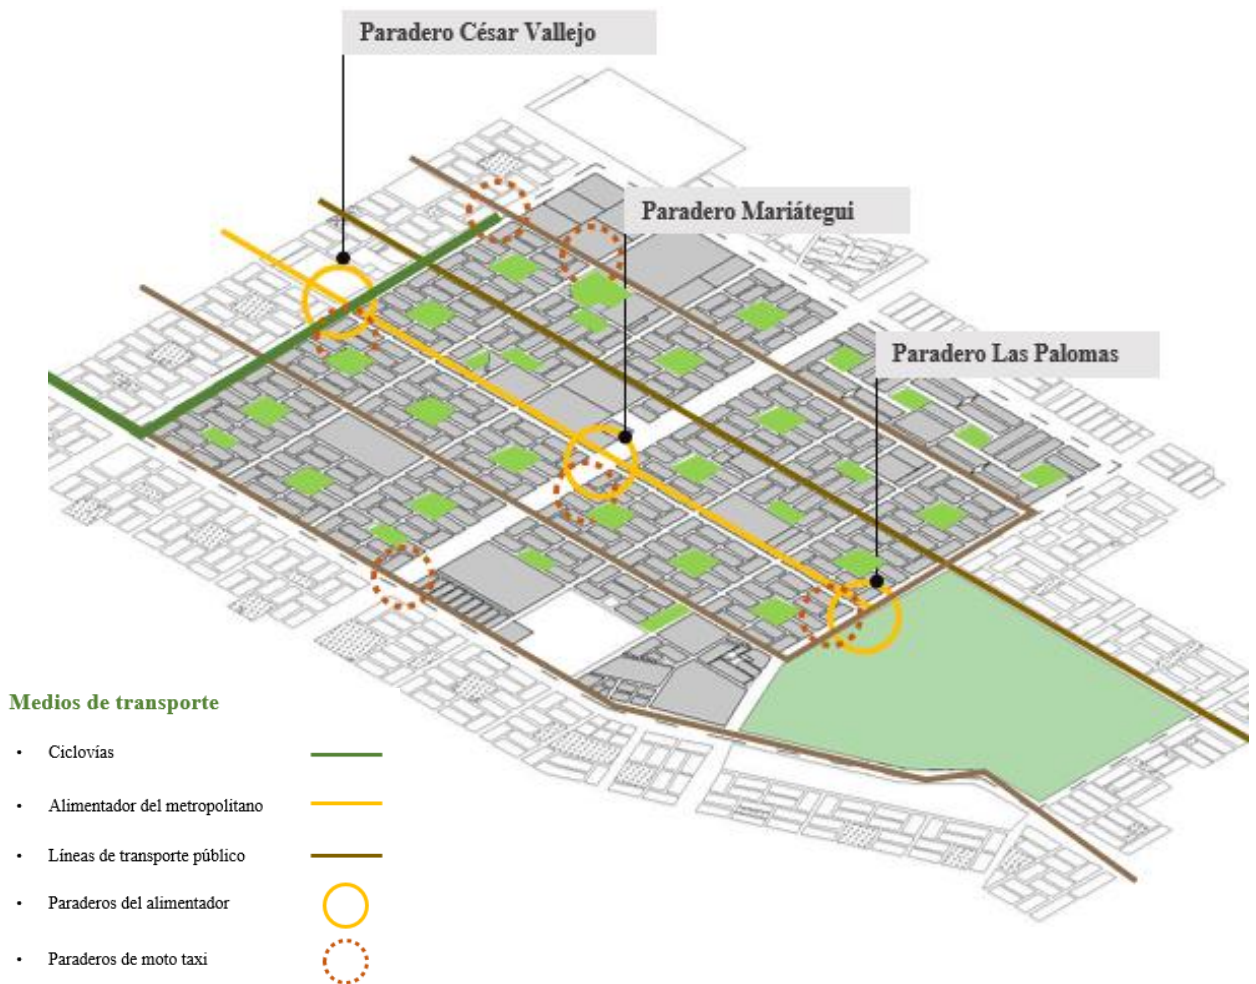 Paradero César Vallejo
Paradero Mariátegui
Paradero Las Palomas
Medios de transporte
• Ciclovías
• Alimentador del metropolitano
• Líneas de transporte público
• Paraderos del alimentador
• Paraderos de moto taxi